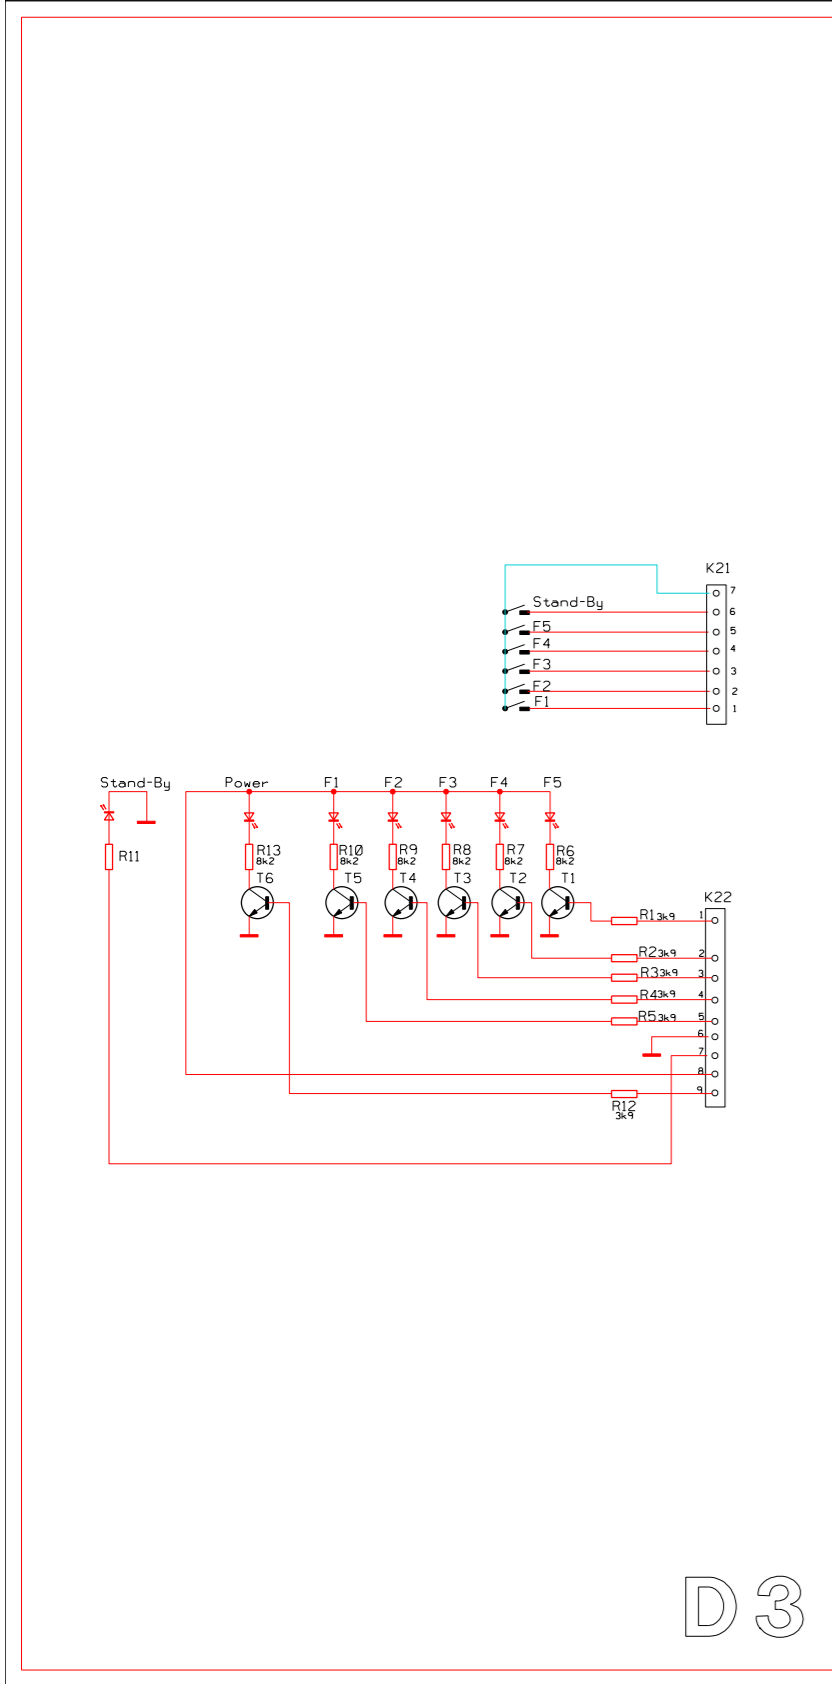 K21
7
Stand-By
6
F5
5
F4
4
F3
3
F2
2
F1
1
Stand-By
Power
F1
F2
F3
F4
F5
R11
R13
8k2
R10
8k2
R9
8k2
R8
8k2
R7
8k2
R6
8k2
T6
T5
T4
T3
T2
T1
K22
R1 3k9
1
R2 3k9
2
R3 3k9
3
R4 3k9
4
R5 3k9
5
6
7
8
9
R12
3k9
D3